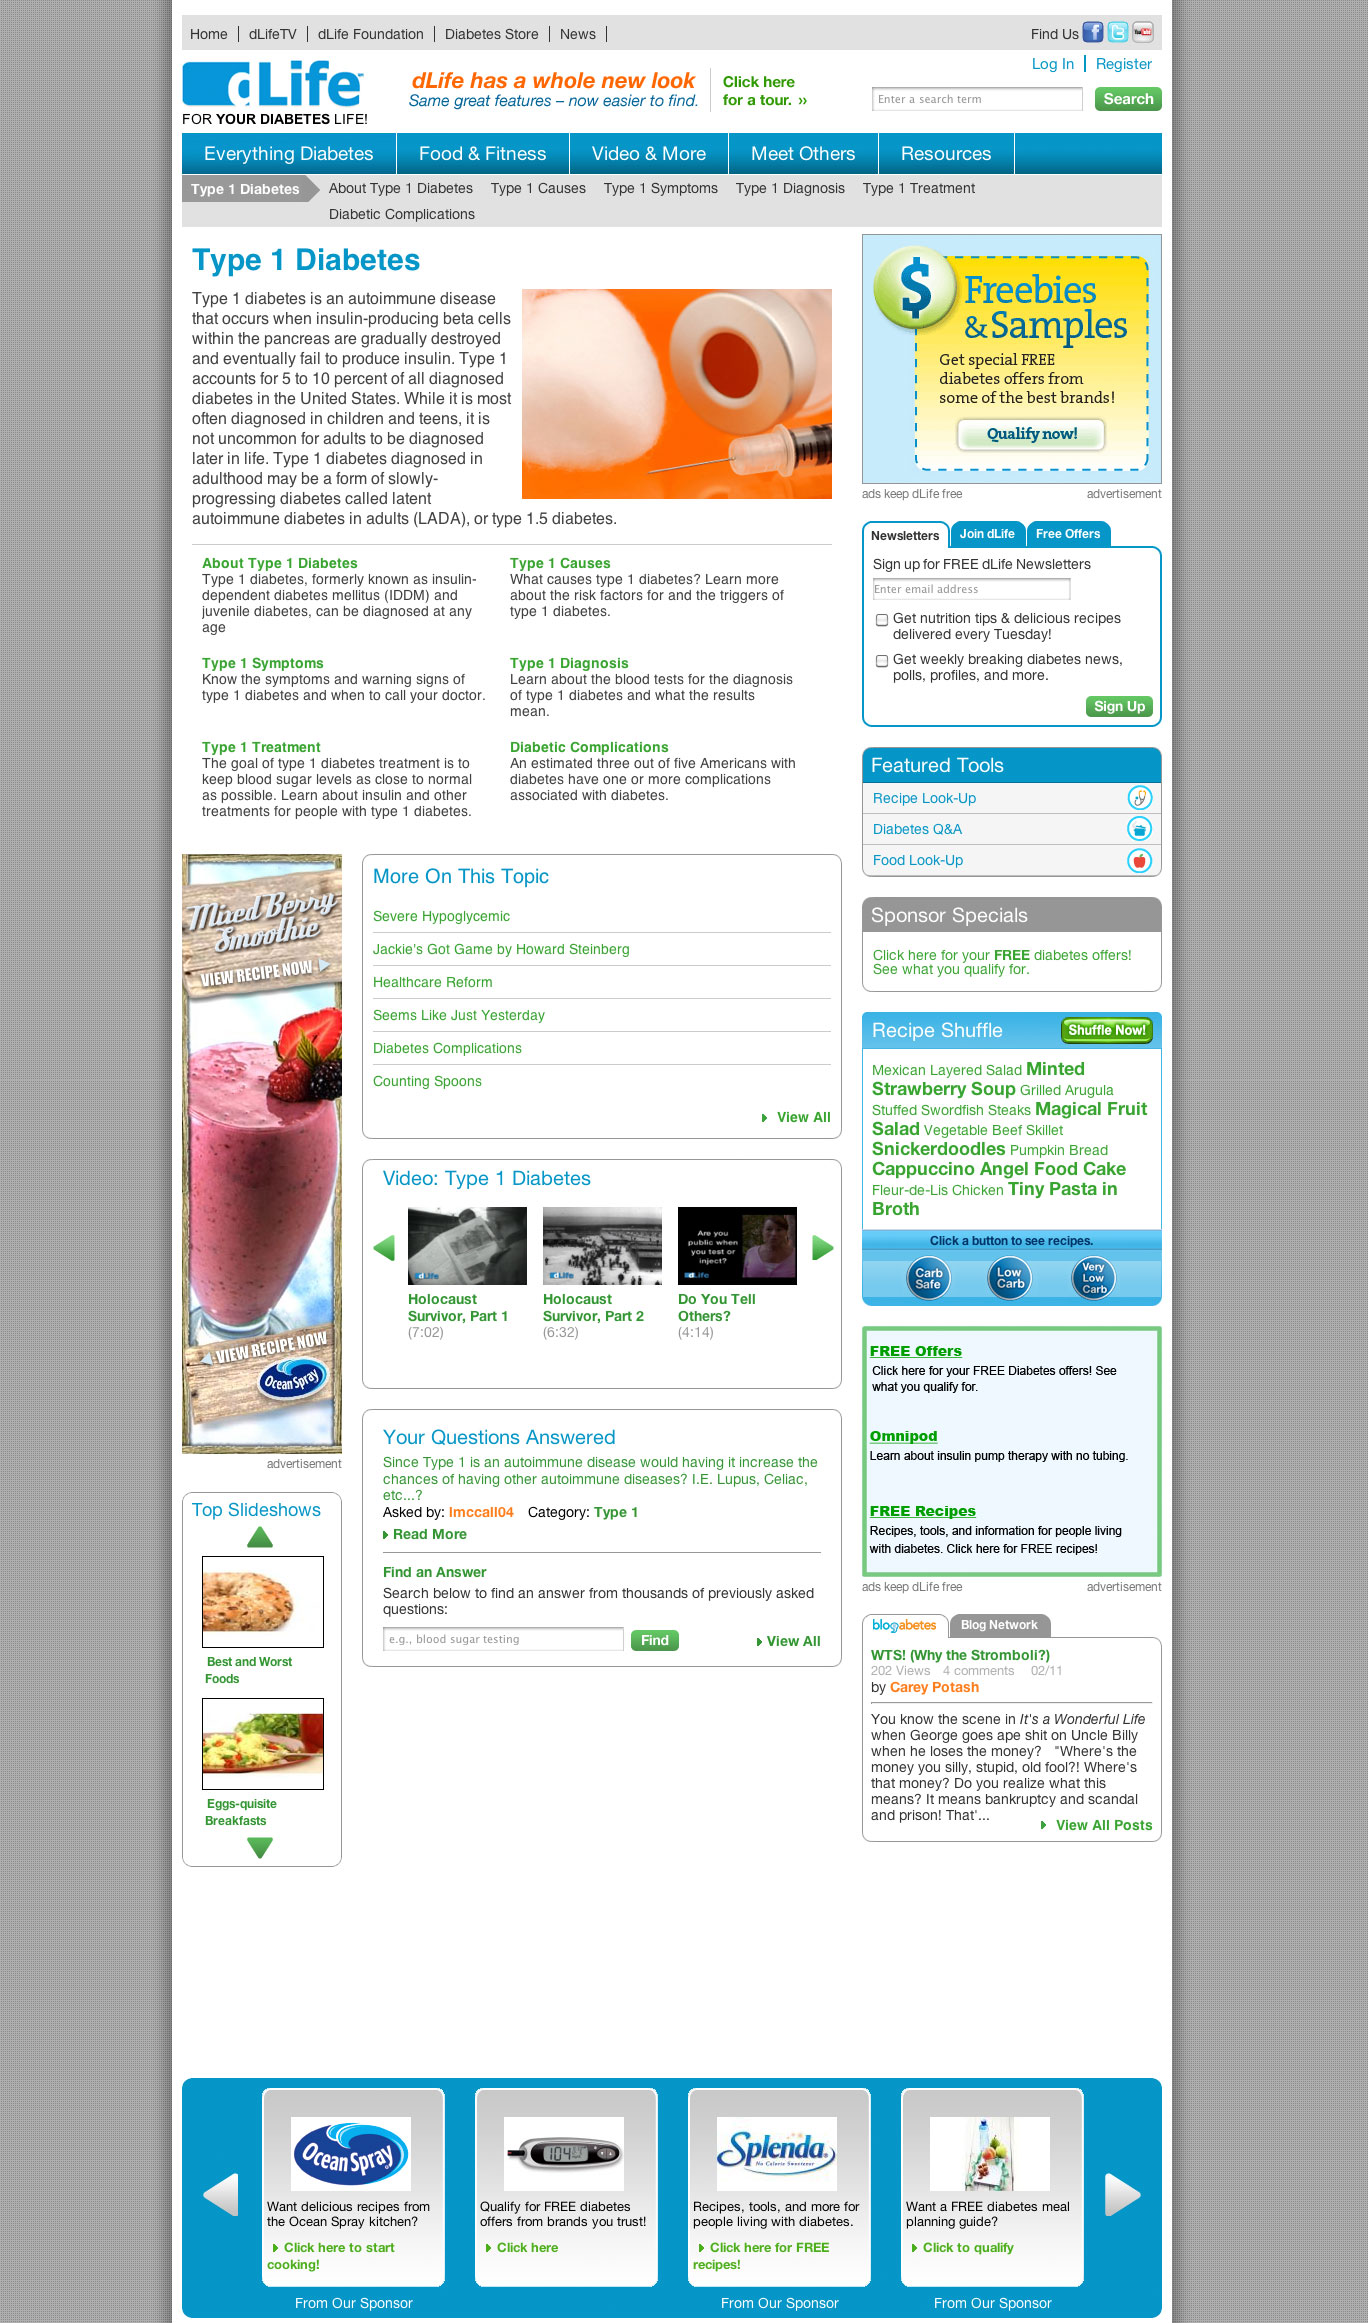 Home
dLifeTV
dLife Foundation
Diabetes Store
News
Find Us
Log In
Register
dLife
FOR YOUR DIABETES LIFE!
dLife has a whole new look
Same great features – now easier to find.
Click here
for a tour. »
Enter a search term
Search
Everything Diabetes
Food & Fitness
Video & More
Meet Others
Resources
Type 1 Diabetes
About Type 1 Diabetes
Type 1 Causes
Type 1 Symptoms
Type 1 Diagnosis
Type 1 Treatment
Diabetic Complications
Type 1 Diabetes
Type 1 diabetes is an autoimmune disease
that occurs when insulin-producing beta cells
within the pancreas are gradually destroyed
and eventually fail to produce insulin. Type 1
accounts for 5 to 10 percent of all diagnosed
diabetes in the United States. While it is most
often diagnosed in children and teens, it is
not uncommon for adults to be diagnosed
later in life. Type 1 diabetes diagnosed in
adulthood may be a form of slowly-
progressing diabetes called latent
autoimmune diabetes in adults (LADA), or type 1.5 diabetes.
About Type 1 Diabetes
Type 1 diabetes, formerly known as insulin-
dependent diabetes mellitus (IDDM) and
juvenile diabetes, can be diagnosed at any
age
Type 1 Causes
What causes type 1 diabetes? Learn more
about the risk factors for and the triggers of
type 1 diabetes.
Type 1 Symptoms
Know the symptoms and warning signs of
type 1 diabetes and when to call your doctor.
Type 1 Diagnosis
Learn about the blood tests for the diagnosis
of type 1 diabetes and what the results
mean.
Type 1 Treatment
The goal of type 1 diabetes treatment is to
keep blood sugar levels as close to normal
as possible. Learn about insulin and other
treatments for people with type 1 diabetes.
Diabetic Complications
An estimated three out of five Americans with
diabetes have one or more complications
associated with diabetes.
Mixed Berry
Smoothie
VIEW RECIPE NOW
VIEW RECIPE NOW
Ocean Spray
advertisement
Top Slideshows
Best and Worst
Foods
Eggs-quisite
Breakfasts
More On This Topic
Severe Hypoglycemic
Jackie's Got Game by Howard Steinberg
Healthcare Reform
Seems Like Just Yesterday
Diabetes Complications
Counting Spoons
View All
Video: Type 1 Diabetes
dLife
dLife
Are you
public when
you test or
inject?
dLife
Holocaust
Survivor, Part 1
(7:02)
Holocaust
Survivor, Part 2
(6:32)
Do You Tell
Others?
(4:14)
Your Questions Answered
Since Type 1 is an autoimmune disease would having it increase the
chances of having other autoimmune diseases? I.E. Lupus, Celiac,
etc...?
Asked by: lmccall04 Category: Type 1
Read More
Find an Answer
Search below to find an answer from thousands of previously asked
questions:
e.g., blood sugar testing
Find
View All
$
Freebies
& Samples
Get special FREE
diabetes offers from
some of the best brands!
Qualify now!
ads keep dLife free
advertisement
Newsletters
Join dLife
Free Offers
Sign up for FREE dLife Newsletters
Enter email address
Get nutrition tips & delicious recipes
delivered every Tuesday!
Get weekly breaking diabetes news,
polls, profiles, and more.
Sign Up
Featured Tools
Recipe Look-Up
Diabetes Q&A
Food Look-Up
Sponsor Specials
Click here for your FREE diabetes offers!
See what you qualify for.
Recipe Shuffle
Shuffle Now!
Mexican Layered Salad Minted
Strawberry Soup Grilled Arugula
Stuffed Swordfish Steaks Magical Fruit
Salad Vegetable Beef Skillet
Snickerdoodles Pumpkin Bread
Cappuccino Angel Food Cake
Fleur-de-Lis Chicken Tiny Pasta in
Broth
Click a button to see recipes.
Carb
Safe
Low
Carb
Very
Low
Carb
FREE Offers
Click here for your FREE Diabetes offers! See
what you qualify for.
Omnipod
Learn about insulin pump therapy with no tubing.
FREE Recipes
Recipes, tools, and information for people living
with diabetes. Click here for FREE recipes!
ads keep dLife free
advertisement
blogabetes
Blog Network
WTS! (Why the Stromboli?)
202 Views 4 comments 02/11
by Carey Potash
You know the scene in It's a Wonderful Life
when George goes ape shit on Uncle Billy
when he loses the money? "Where's the
money you silly, stupid, old fool?! Where's
that money? Do you realize what this
means? It means bankruptcy and scandal
and prison! That'...
View All Posts
Ocean Spray
Want delicious recipes from
the Ocean Spray kitchen?
Click here to start
cooking!
From Our Sponsor
104
Qualify for FREE diabetes
offers from brands you trust!
Click here
Splenda
No Calorie Sweetener
Recipes, tools, and more for
people living with diabetes.
Click here for FREE
recipes!
From Our Sponsor
Want a FREE diabetes meal
planning guide?
Click to qualify
From Our Sponsor